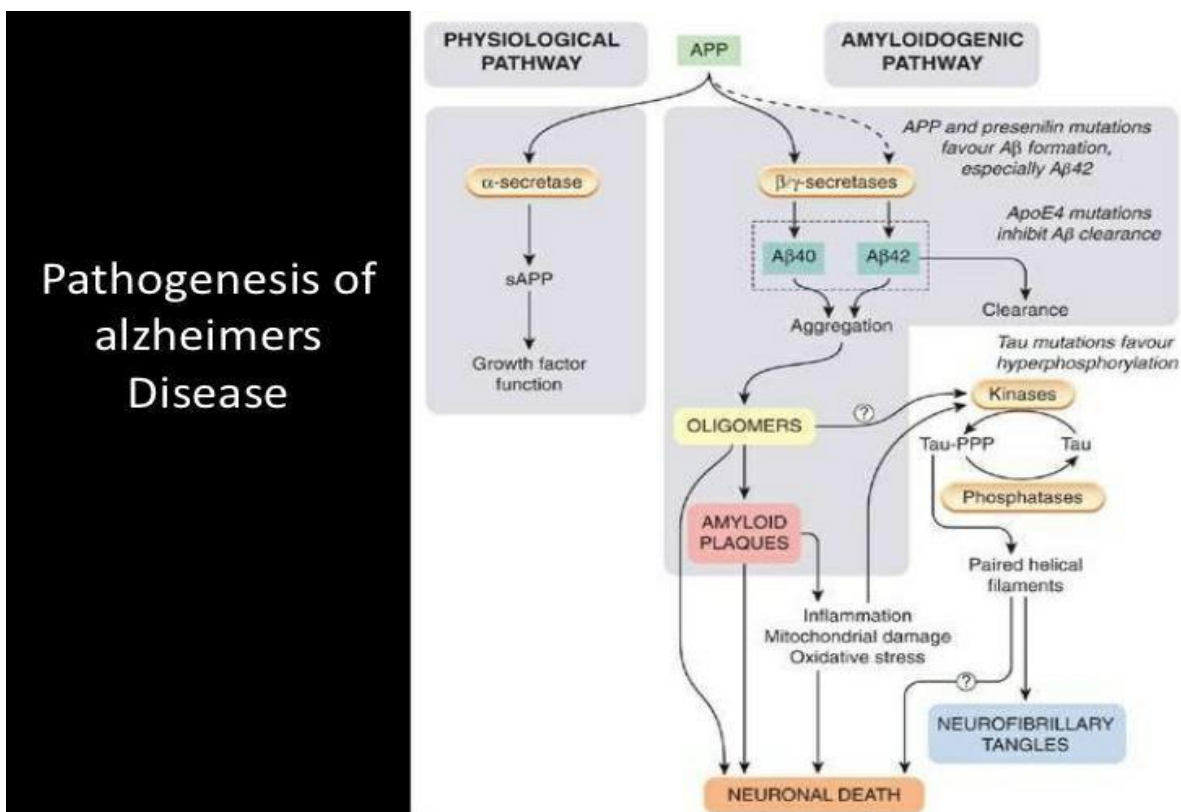 Pathogenesis of
alzheimers
Disease
PHYSIOLOGICAL
PATHWAY
APP
AMYLOIDOGENIC
PATHWAY
APP and presenilin mutations
favour Aβ formation,
especially Aβ42
α-secretase
β/γ-secretases
ApoE4 mutations
inhibit Aβ clearance
Aβ40
Aβ42
sAPP
Clearance
Aggregation
Tau mutations favour
hyperphosphorylation
Growth factor
function
Kinases
?
OLIGOMERS
Tau-PPP
Tau
Phosphatases
AMYLOID
PLAQUES
Paired helical
filaments
Inflammation
Mitochondrial damage
Oxidative stress
?
NEUROFIBRILLARY
TANGLES
NEURONAL DEATH